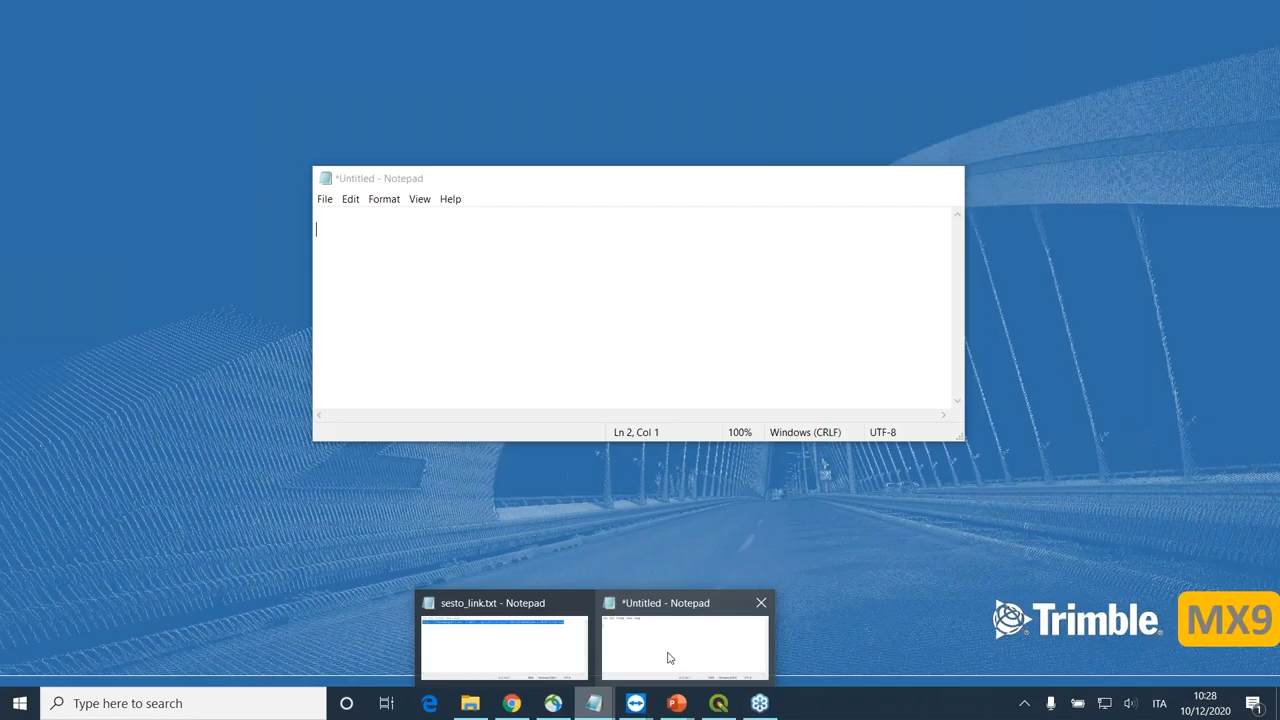 *Untitled - Notepad
File Edit Format View Help
Ln 2, Col 1 100% Windows (CRLF) UTF-8
sesto_link.txt - Notepad *Untitled - Notepad
Trimble MX9
Type here to search
ITA
10:28
10/12/2020
1